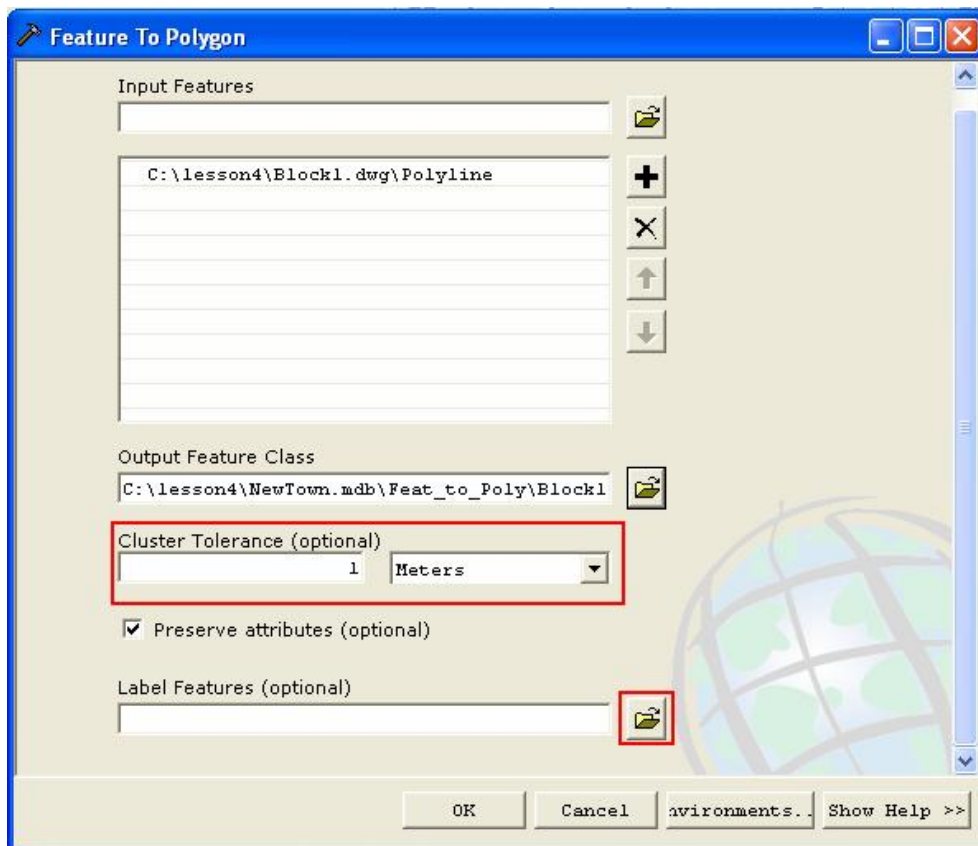 Feature To Polygon
Input Features
C:\lesson4\Block1.dwg\Polyline
Output Feature Class
C:\lesson4\NewTown.mdb\Feat_to_Poly\Block1
Cluster Tolerance (optional)
1 Meters
Preserve attributes (optional)
Label Features (optional)
OK Cancel nvironments.. Show Help >>